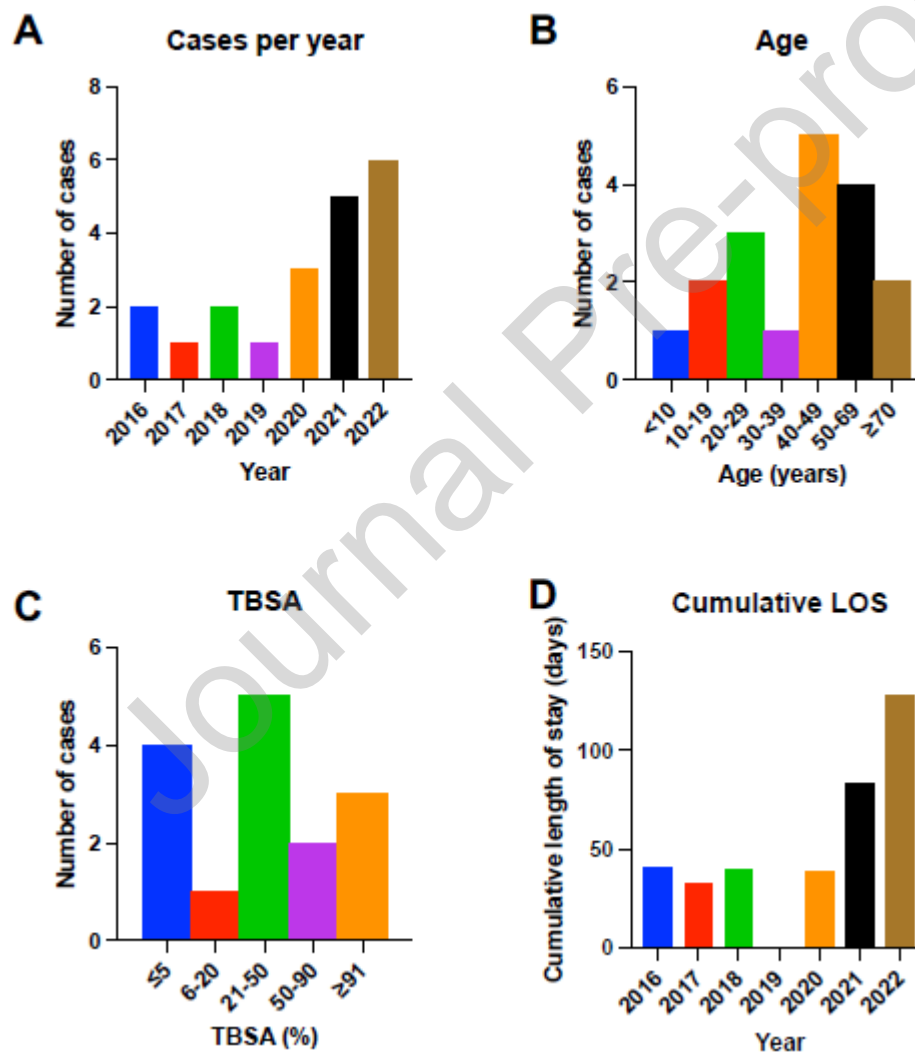 A
Cases per year
Number of cases
8
6
4
2
0
2016
2017
2018
2019
2020
2021
2022
Year
B
Age
Number of cases
6
4
2
0
<10
10-19
20-29
30-39
40-49
50-69
≥70
Age (years)
C
TBSA
Number of cases
6
4
2
0
≤5
6-20
21-50
50-90
≥91
TBSA (%)
D
Cumulative LOS
Cumulative length of stay (days)
150
100
50
0
2016
2017
2018
2019
2020
2021
2022
Year
Journal Pre-pro